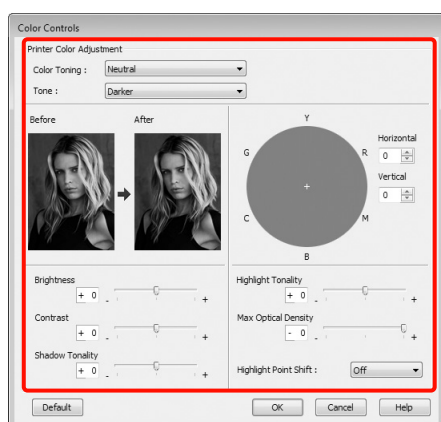 Color Controls
Printer Color Adjustment
Color Toning : Neutral
Tone : Darker
Before After
Y
G R
C M
B
Horizontal
0
Vertical
0
Brightness
+ 0 - +
Contrast
+ 0 - +
Shadow Tonality
+ 0 - +
Highlight Tonality
+ 0 - +
Max Optical Density
- 0 - +
Highlight Point Shift : Off
Default OK Cancel Help